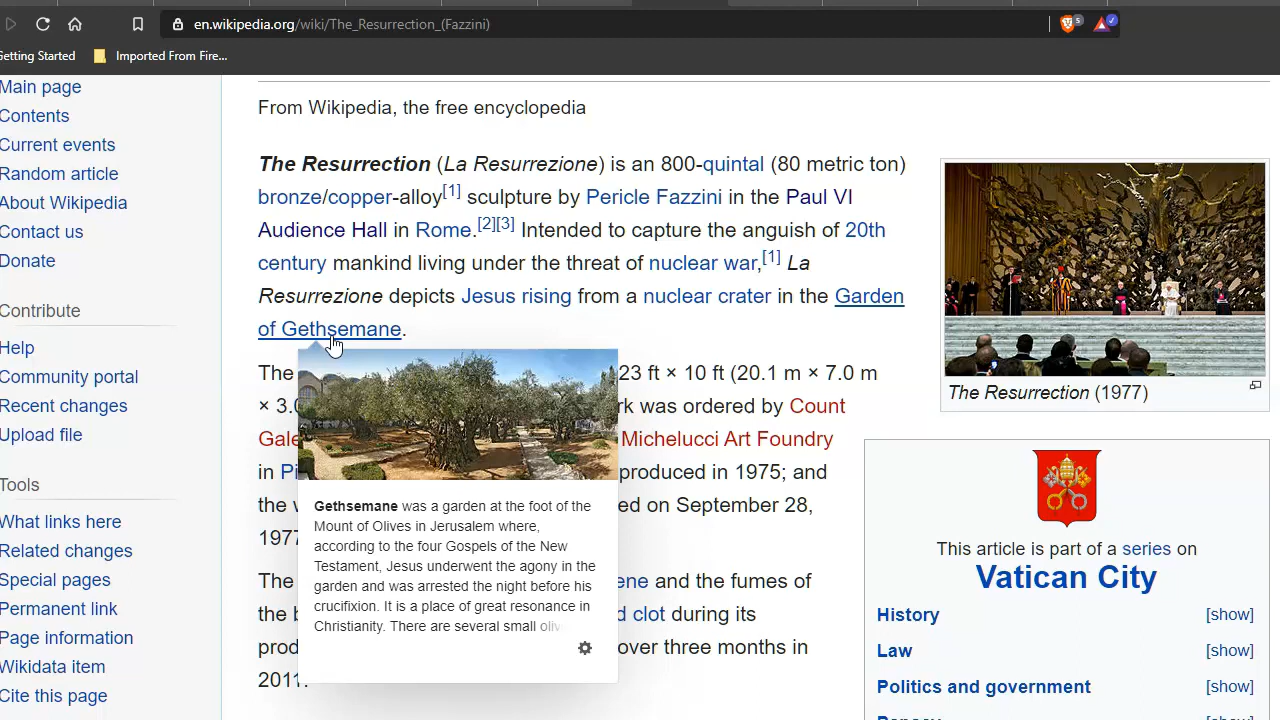 en.wikipedia.org/wiki/The_Resurrection_(Fazzini)
5
Getting Started
Imported From Fire...
Main page
Contents
Current events
Random article
About Wikipedia
Contact us
Donate
Contribute
Help
Community portal
Recent changes
Upload file
Tools
What links here
Related changes
Special pages
Permanent link
Page information
Wikidata item
Cite this page
From Wikipedia, the free encyclopedia
The Resurrection (La Resurrezione) is an 800-quintal (80 metric ton)
bronze/copper-alloy[1] sculpture by Pericle Fazzini in the Paul VI
Audience Hall in Rome.[2][3] Intended to capture the anguish of 20th
century mankind living under the threat of nuclear war,[1] La
Resurrezione depicts Jesus rising from a nuclear crater in the Garden
of Gethsemane.
The 23 ft × 10 ft (20.1 m × 7.0 m
× 3. work was ordered by Count
Michelucci Art Foundry
in produced in 1975; and
the on September 28,
1977
The and the fumes of
the clot during its
over three months in
2011.
Gethsemane was a garden at the foot of the
Mount of Olives in Jerusalem where,
according to the four Gospels of the New
Testament, Jesus underwent the agony in the
garden and was arrested the night before his
crucifixion. It is a place of great resonance in
Christianity. There are several small
The Resurrection (1977)
This article is part of a series on
Vatican City
History [show]
Law [show]
Politics and government [show]